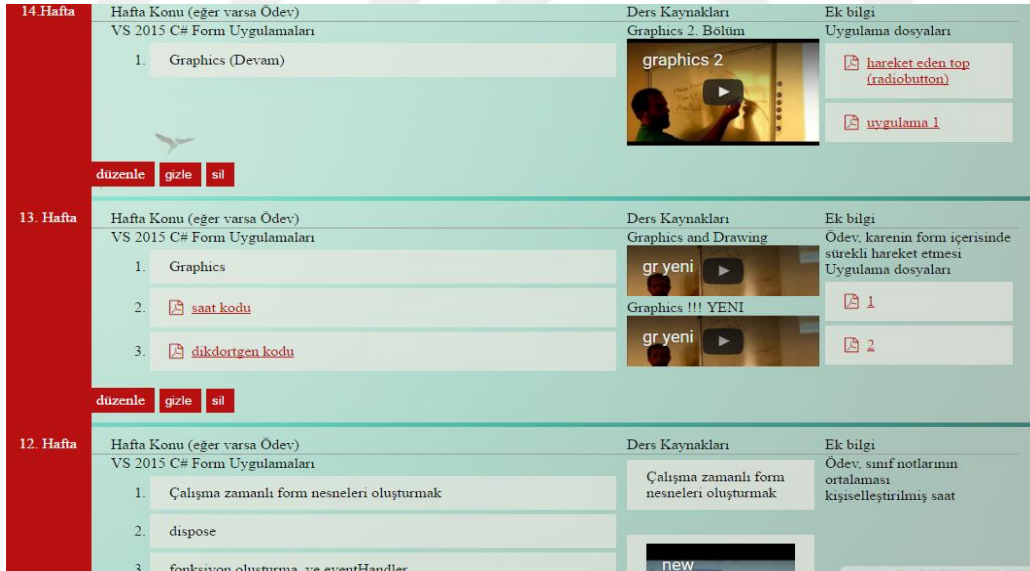 14.Hafta
Hafta Konu (eğer varsa Ödev)
Ders Kaynakları
Ek bilgi
VS 2015 C# Form Uygulamaları
Graphics 2. Bölüm
Uygulama dosyaları
1. Graphics (Devam)
graphics 2
hareket eden top
(radiobutton)
uygulama 1
düzenle gizle sil
13. Hafta
Hafta Konu (eğer varsa Ödev)
Ders Kaynakları
Ek bilgi
VS 2015 C# Form Uygulamaları
Graphics and Drawing
Ödev, karenin form içerisinde
sürekli hareket etmesi
Uygulama dosyaları
1. Graphics
gr yeni
1
2. saat kodu
Graphics !!! YENI
3. dikdortgen kodu
gr yeni
2
düzenle gizle sil
12. Hafta
Hafta Konu (eğer varsa Ödev)
Ders Kaynakları
Ek bilgi
VS 2015 C# Form Uygulamaları
Ödev, sınıf notlarının
ortalaması
kişiselleştirilmiş saat
1. Çalışma zamanlı form nesneleri oluşturmak
Çalışma zamanlı form
nesneleri oluşturmak
2. dispose
3. fonksiyon oluşturma, ve eventHandler
new